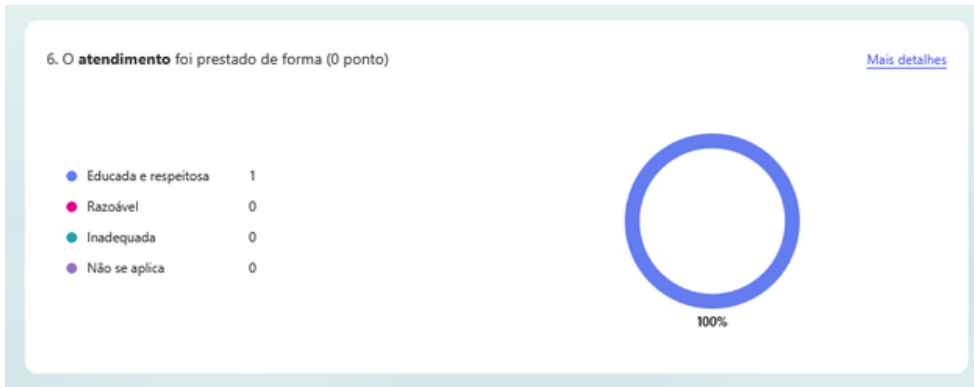 6. O atendimento foi prestado de forma (0 ponto)
Mais detalhes
Educada e respeitosa 1
Razoável 0
Inadequada 0
Não se aplica 0
100%